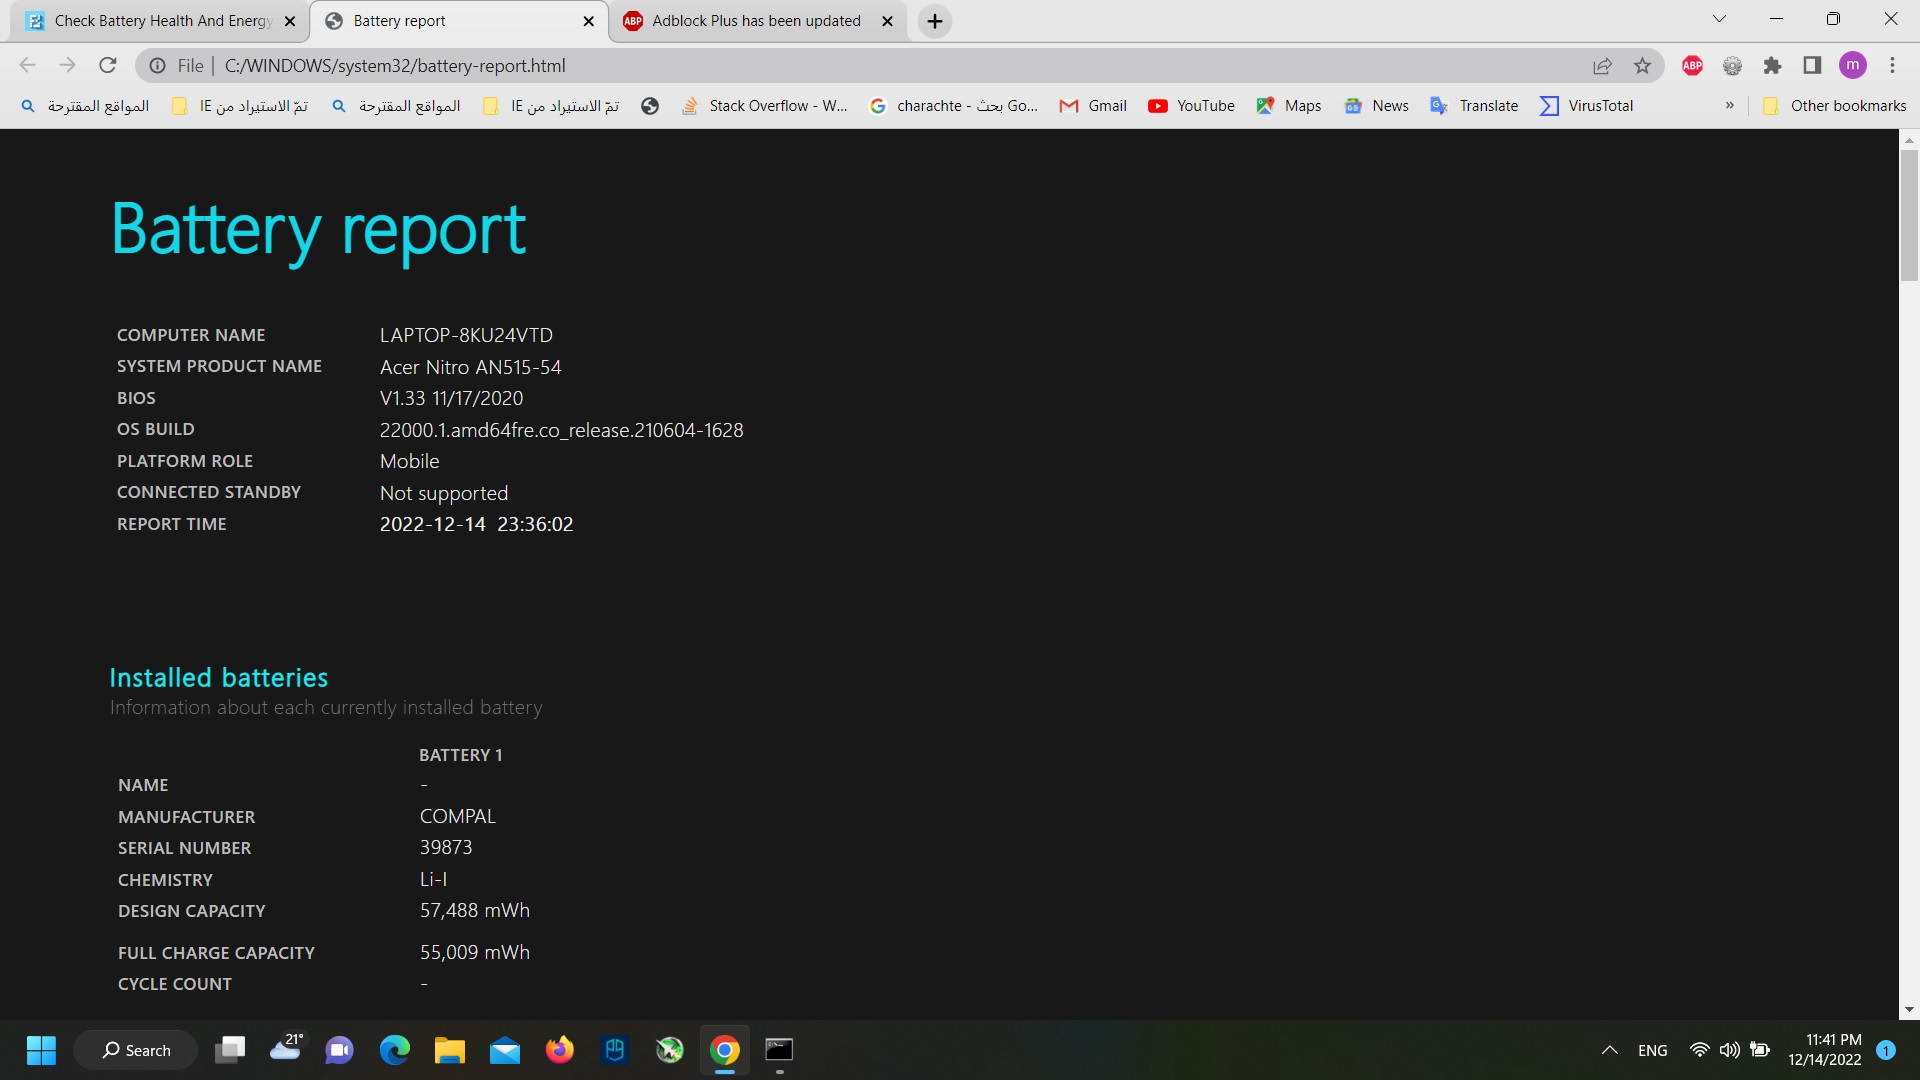 Check Battery Health And Energy
Battery report
Adblock Plus has been updated
File | C:/WINDOWS/system32/battery-report.html
ABP
m
المواقع المقترحة
تمّ الاستيراد من IE
المواقع المقترحة
تمّ الاستيراد من IE
Stack Overflow - W...
charachte - بحث Go...
Gmail
YouTube
Maps
News
Translate
VirusTotal
»
Other bookmarks
Battery report
COMPUTER NAME LAPTOP-8KU24VTD
SYSTEM PRODUCT NAME Acer Nitro AN515-54
BIOS V1.33 11/17/2020
OS BUILD 22000.1.amd64fre.co_release.210604-1628
PLATFORM ROLE Mobile
CONNECTED STANDBY Not supported
REPORT TIME 2022-12-14 23:36:02
Installed batteries
Information about each currently installed battery
BATTERY 1
NAME -
MANUFACTURER COMPAL
SERIAL NUMBER 39873
CHEMISTRY Li-I
DESIGN CAPACITY 57,488 mWh
FULL CHARGE CAPACITY 55,009 mWh
CYCLE COUNT -
Search
21°
ENG
11:41 PM
12/14/2022
1